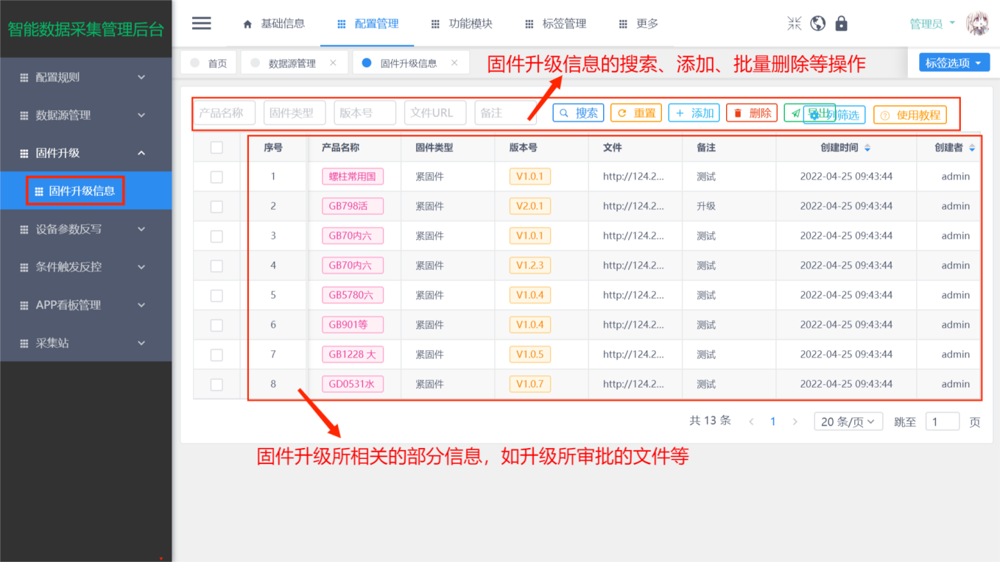 智能数据采集管理后台
基础信息 配置管理 功能模块 标签管理 更多 管理员
首页 数据源管理 × 固件升级信息 × 固件升级信息的搜索、添加、批量删除等操作 标签选项
配置规则
数据源管理
固件升级
固件升级信息
设备参数反写
条件触发反控
APP看板管理
采集站
产品名称 固件类型 版本号 文件URL 备注 搜索 重置 添加 删除 列筛选 使用教程
序号 产品名称 固件类型 版本号 文件 备注 创建时间 创建者
1 螺柱常用国 紧固件 V1.0.1 http://124.2... 测试 2022-04-25 09:43:44 admin
2 GB798活 紧固件 V2.0.1 http://124.2... 升级 2022-04-25 09:43:44 admin
3 GB70内六 紧固件 V1.0.1 http://124.2... 测试 2022-04-25 09:43:44 admin
4 GB70内六 紧固件 V1.2.3 http://124.2... 测试 2022-04-25 09:43:44 admin
5 GB5780六 紧固件 V1.0.4 http://124.2... 测试 2022-04-25 09:43:44 admin
6 GB901等 紧固件 V1.0.4 http://124.2... 测试 2022-04-25 09:43:44 admin
7 GB1228 大 紧固件 V1.0.5 http://124.2... 测试 2022-04-25 09:43:44 admin
8 GD0531水 紧固件 V1.0.7 http://124.2... 测试 2022-04-25 09:43:44 admin
共 13 条 < 1 > 20 条/页 跳至 1 页
固件升级所相关的部分信息，如升级所审批的文件等